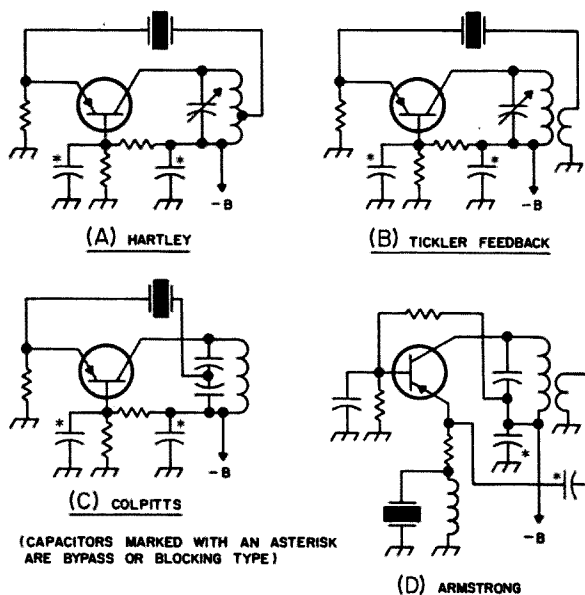 -B
(A) HARTLEY
-B
(B) TICKLER FEEDBACK
-B
(C) COLPITTS
(CAPACITORS MARKED WITH AN ASTERISK
ARE BYPASS OR BLOCKING TYPE)
-B
(D) ARMSTRONG
* * * * * * * *